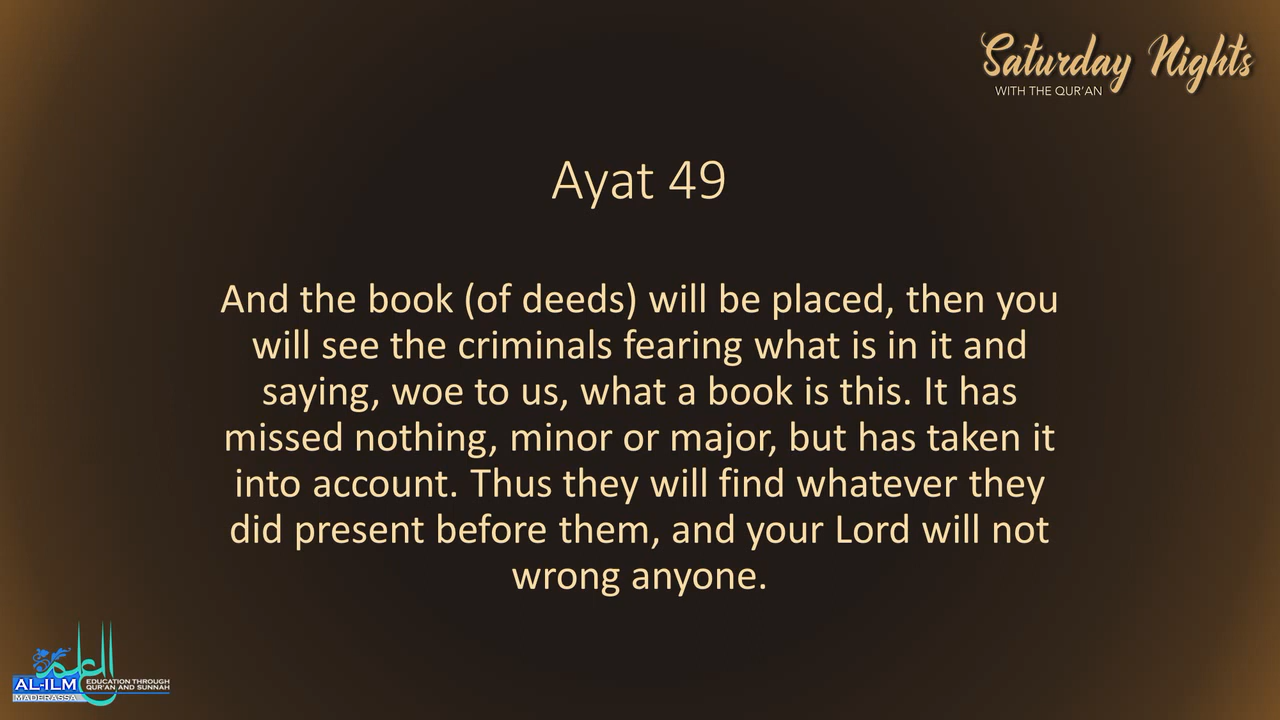 Saturday Nights
WITH THE QUR'AN
Ayat 49
And the book (of deeds) will be placed, then you
will see the criminals fearing what is in it and
saying, woe to us, what a book is this. It has
missed nothing, minor or major, but has taken it
into account. Thus they will find whatever they
did present before them, and your Lord will not
wrong anyone.
العلم
AL-ILM
MADERASSA
EDUCATION THROUGH
QUR'AN AND SUNNAH